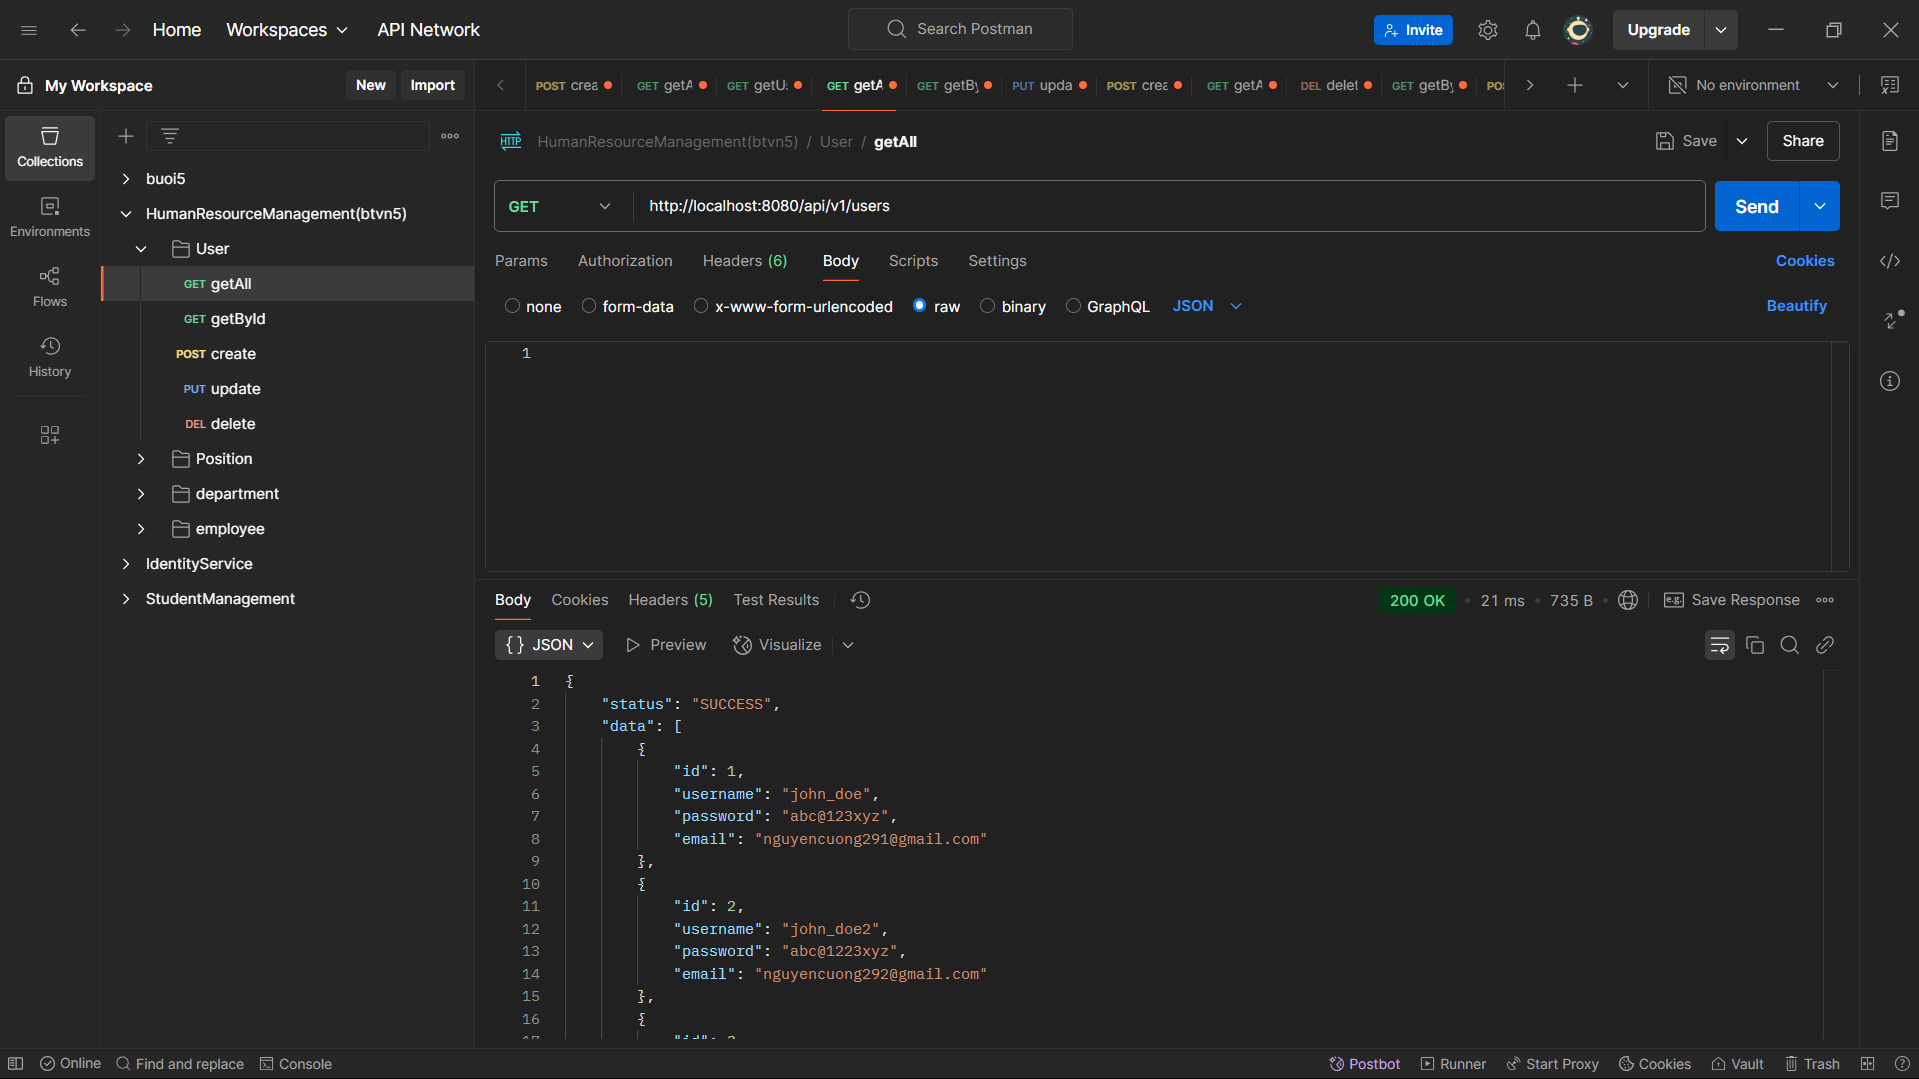 Home Workspaces API Network Search Postman Invite Upgrade
My Workspace New Import
POST crea GET getA GET getU GET getA GET getBy PUT upda POST crea GET getA DEL delet GET getBy PO No environment
Collections
Environments
Flows
History
buoi5
HumanResourceManagement(btvn5)
User
GET getAll
GET getById
POST create
PUT update
DEL delete
Position
department
employee
IdentityService
StudentManagement
HTTP HumanResourceManagement(btvn5) / User / getAll Save Share
GET http://localhost:8080/api/v1/users Send
Params Authorization Headers (6) Body Scripts Settings Cookies
none form-data x-www-form-urlencoded raw binary GraphQL JSON Beautify
1
Body Cookies Headers (5) Test Results 200 OK 21 ms 735 B e.g. Save Response
{} JSON Preview Visualize
1 {
2 "status": "SUCCESS",
3 "data": [
4 {
5 "id": 1,
6 "username": "john_doe",
7 "password": "abc@123xyz",
8 "email": "nguyencuong291@gmail.com"
9 },
10 {
11 "id": 2,
12 "username": "john_doe2",
13 "password": "abc@1223xyz",
14 "email": "nguyencuong292@gmail.com"
15 },
16 {
Online Find and replace Console Postbot Runner Start Proxy Cookies Vault Trash